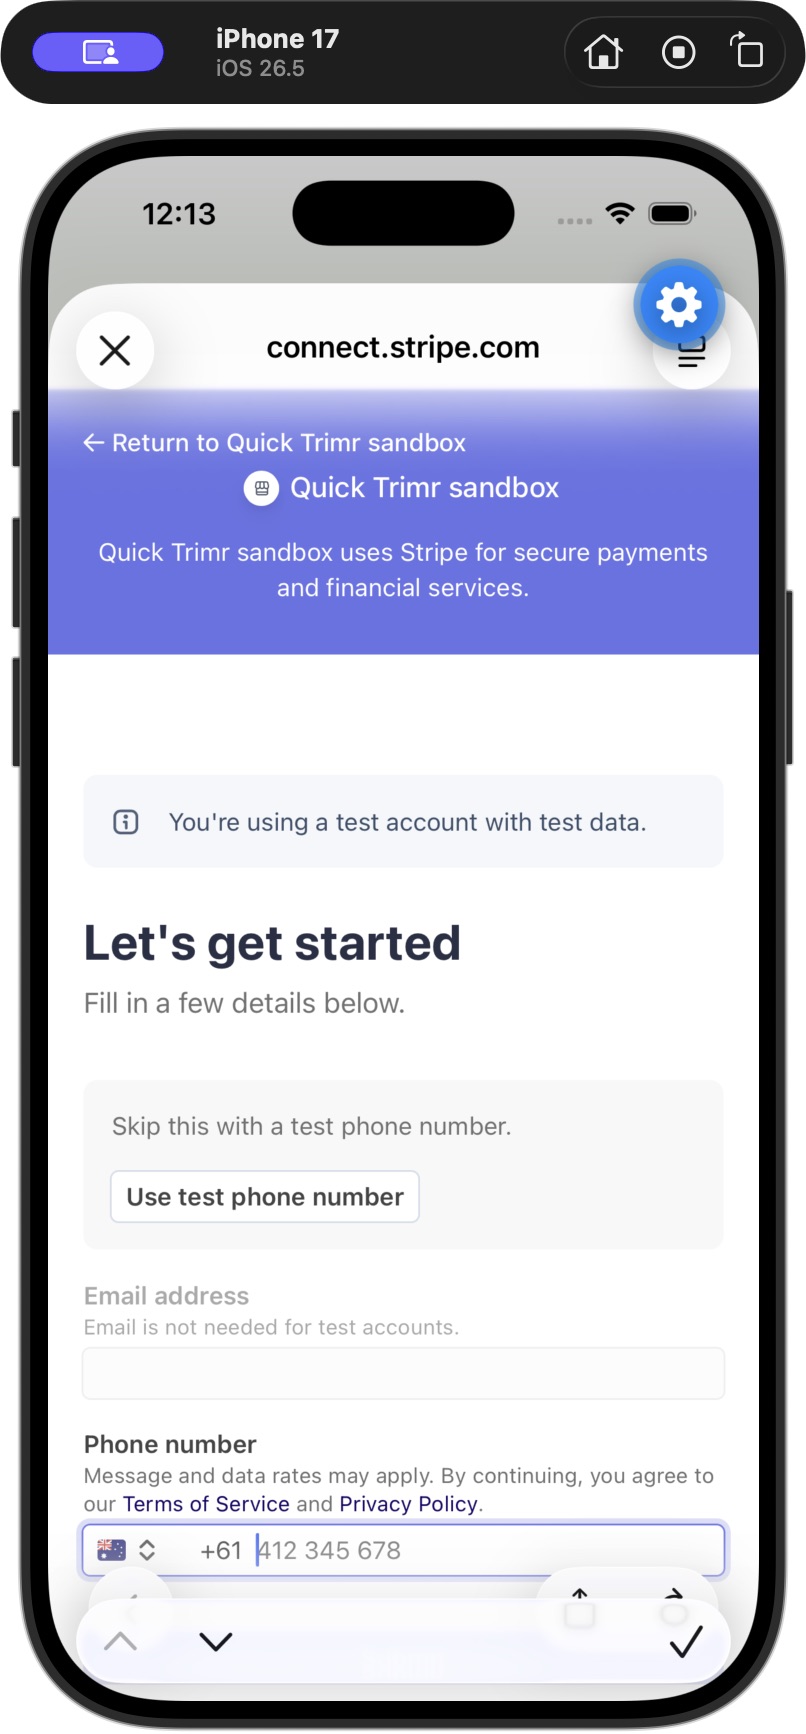 iPhone 17
iOS 26.5
12:13
connect.stripe.com
← Return to Quick Trimr sandbox
Quick Trimr sandbox
Quick Trimr sandbox uses Stripe for secure payments
and financial services.
You're using a test account with test data.
Let's get started
Fill in a few details below.
Skip this with a test phone number.
Use test phone number
Email address
Email is not needed for test accounts.
Phone number
Message and data rates may apply. By continuing, you agree to
our Terms of Service and Privacy Policy.
+61 412 345 678